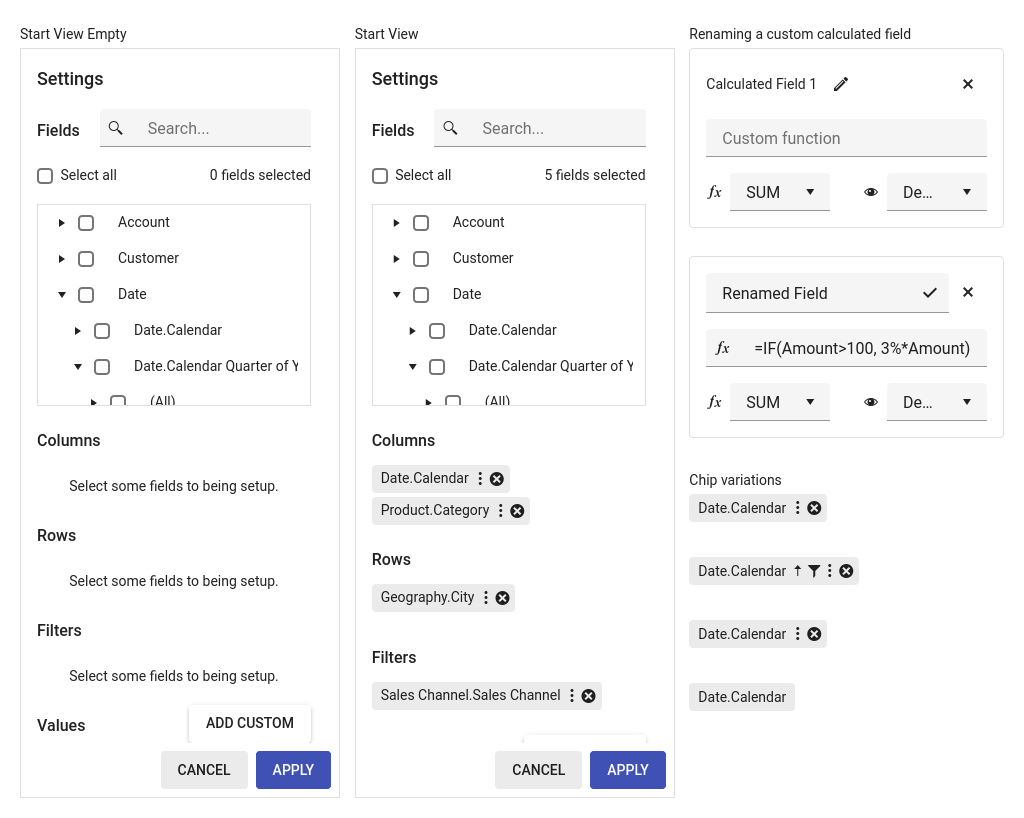 Start View Empty
Settings
Fields
Search...
Select all
0 fields selected
Account
Customer
Date
Date.Calendar
Date.Calendar Quarter of Y
(All)
Columns
Select some fields to being setup.
Rows
Select some fields to being setup.
Filters
Select some fields to being setup.
Values
ADD CUSTOM
CANCEL
APPLY
Start View
Settings
Fields
Search...
Select all
5 fields selected
Account
Customer
Date
Date.Calendar
Date.Calendar Quarter of Y
(All)
Columns
Date.Calendar
Product.Category
Rows
Geography.City
Filters
Sales Channel.Sales Channel
CANCEL
APPLY
Renaming a custom calculated field
Calculated Field 1
Custom function
fx SUM
De...
Renamed Field
fx =IF(Amount>100, 3%*Amount)
fx SUM
De...
Chip variations
Date.Calendar
Date.Calendar
Date.Calendar
Date.Calendar